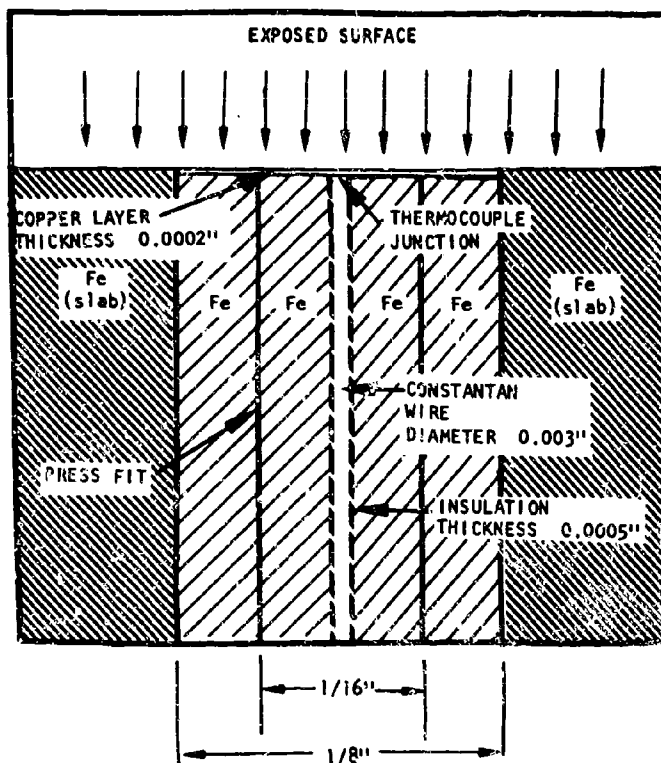 EXPOSED SURFACE
COPPER LAYER
THICKNESS 0.0002"
THERMOCOUPLE
JUNCTION
Fe
(slab)
Fe
Fe
Fe
Fe
Fe
(slab)
CONSTANTAN
WIRE
DIAMETER 0.003"
PRESS FIT
INSULATION
THICKNESS 0.0005"
1/16"
1/8"